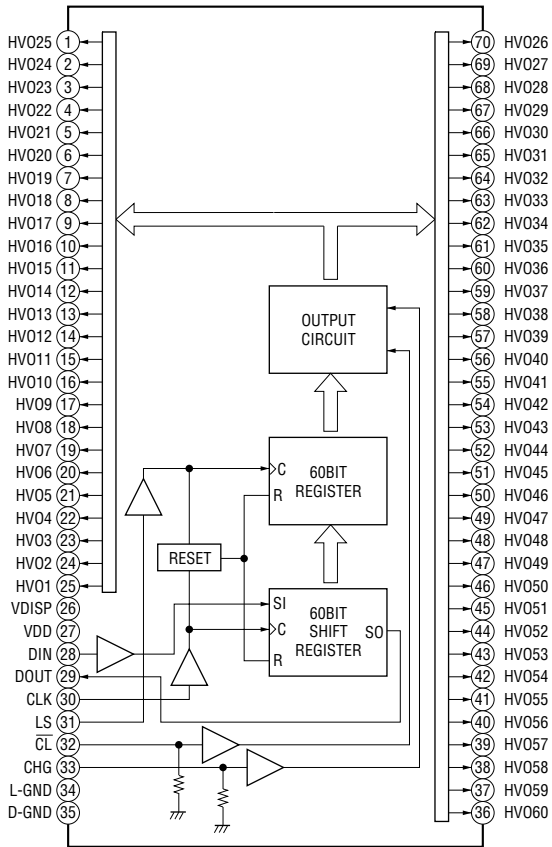 HVO25 1
HVO24 2
HVO23 3
HVO22 4
HVO21 5
HVO20 6
HVO19 7
HVO18 8
HVO17 9
HVO16 10
HVO15 11
HVO14 12
HVO13 13
HVO12 14
HVO11 15
HVO10 16
HVO9 17
HVO8 18
HVO7 19
HVO6 20
HVO5 21
HVO4 22
HVO3 23
HVO2 24
HVO1 25
VDISP 26
VDD 27
DIN 28
DOUT 29
CLK 30
LS 31
C̅L̅ 32
CHG 33
L-GND 34
D-GND 35
OUTPUT
CIRCUIT
C
R
60BIT
REGISTER
RESET
SI
C
R
60BIT
SHIFT
REGISTER
SO
70 HVO26
69 HVO27
68 HVO28
67 HVO29
66 HVO30
65 HVO31
64 HVO32
63 HVO33
62 HVO34
61 HVO35
60 HVO36
59 HVO37
58 HVO38
57 HVO39
56 HVO40
55 HVO41
54 HVO42
53 HVO43
52 HVO44
51 HVO45
50 HVO46
49 HVO47
48 HVO48
47 HVO49
46 HVO50
45 HVO51
44 HVO52
43 HVO53
42 HVO54
41 HVO55
40 HVO56
39 HVO57
38 HVO58
37 HVO59
36 HVO60